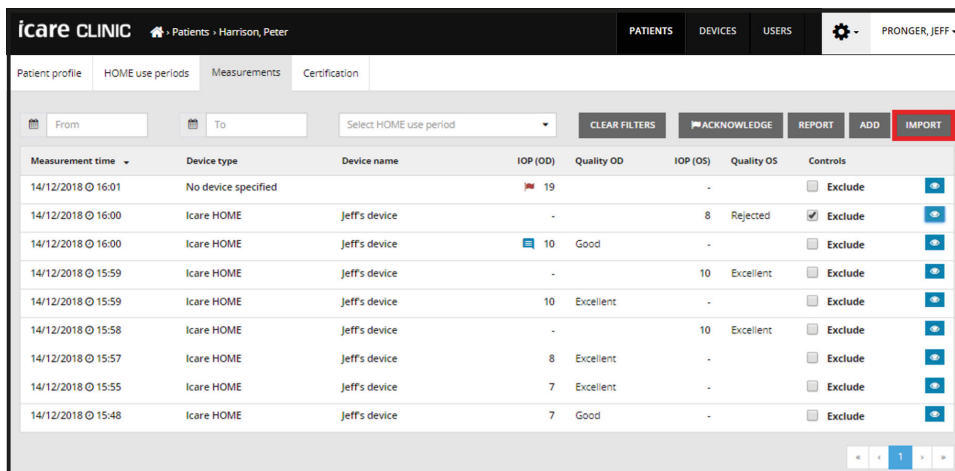 icare CLINIC › Patients › Harrison, Peter PATIENTS DEVICES USERS PRONGER, JEFF
Patient profile HOME use periods Measurements Certification
From To Select HOME use period CLEAR FILTERS ACKNOWLEDGE REPORT ADD IMPORT
Measurement time Device type Device name IOP (OD) Quality OD IOP (OS) Quality OS Controls
14/12/2018 16:01 No device specified 19 - Exclude
14/12/2018 16:00 Icare HOME Jeff's device - 8 Rejected Exclude
14/12/2018 16:00 Icare HOME Jeff's device 10 Good - Exclude
14/12/2018 15:59 Icare HOME Jeff's device - 10 Excellent Exclude
14/12/2018 15:59 Icare HOME Jeff's device 10 Excellent - Exclude
14/12/2018 15:58 Icare HOME Jeff's device - 10 Excellent Exclude
14/12/2018 15:57 Icare HOME Jeff's device 8 Excellent - Exclude
14/12/2018 15:55 Icare HOME Jeff's device 7 Excellent - Exclude
14/12/2018 15:48 Icare HOME Jeff's device 7 Good - Exclude
« ‹ 1 › »